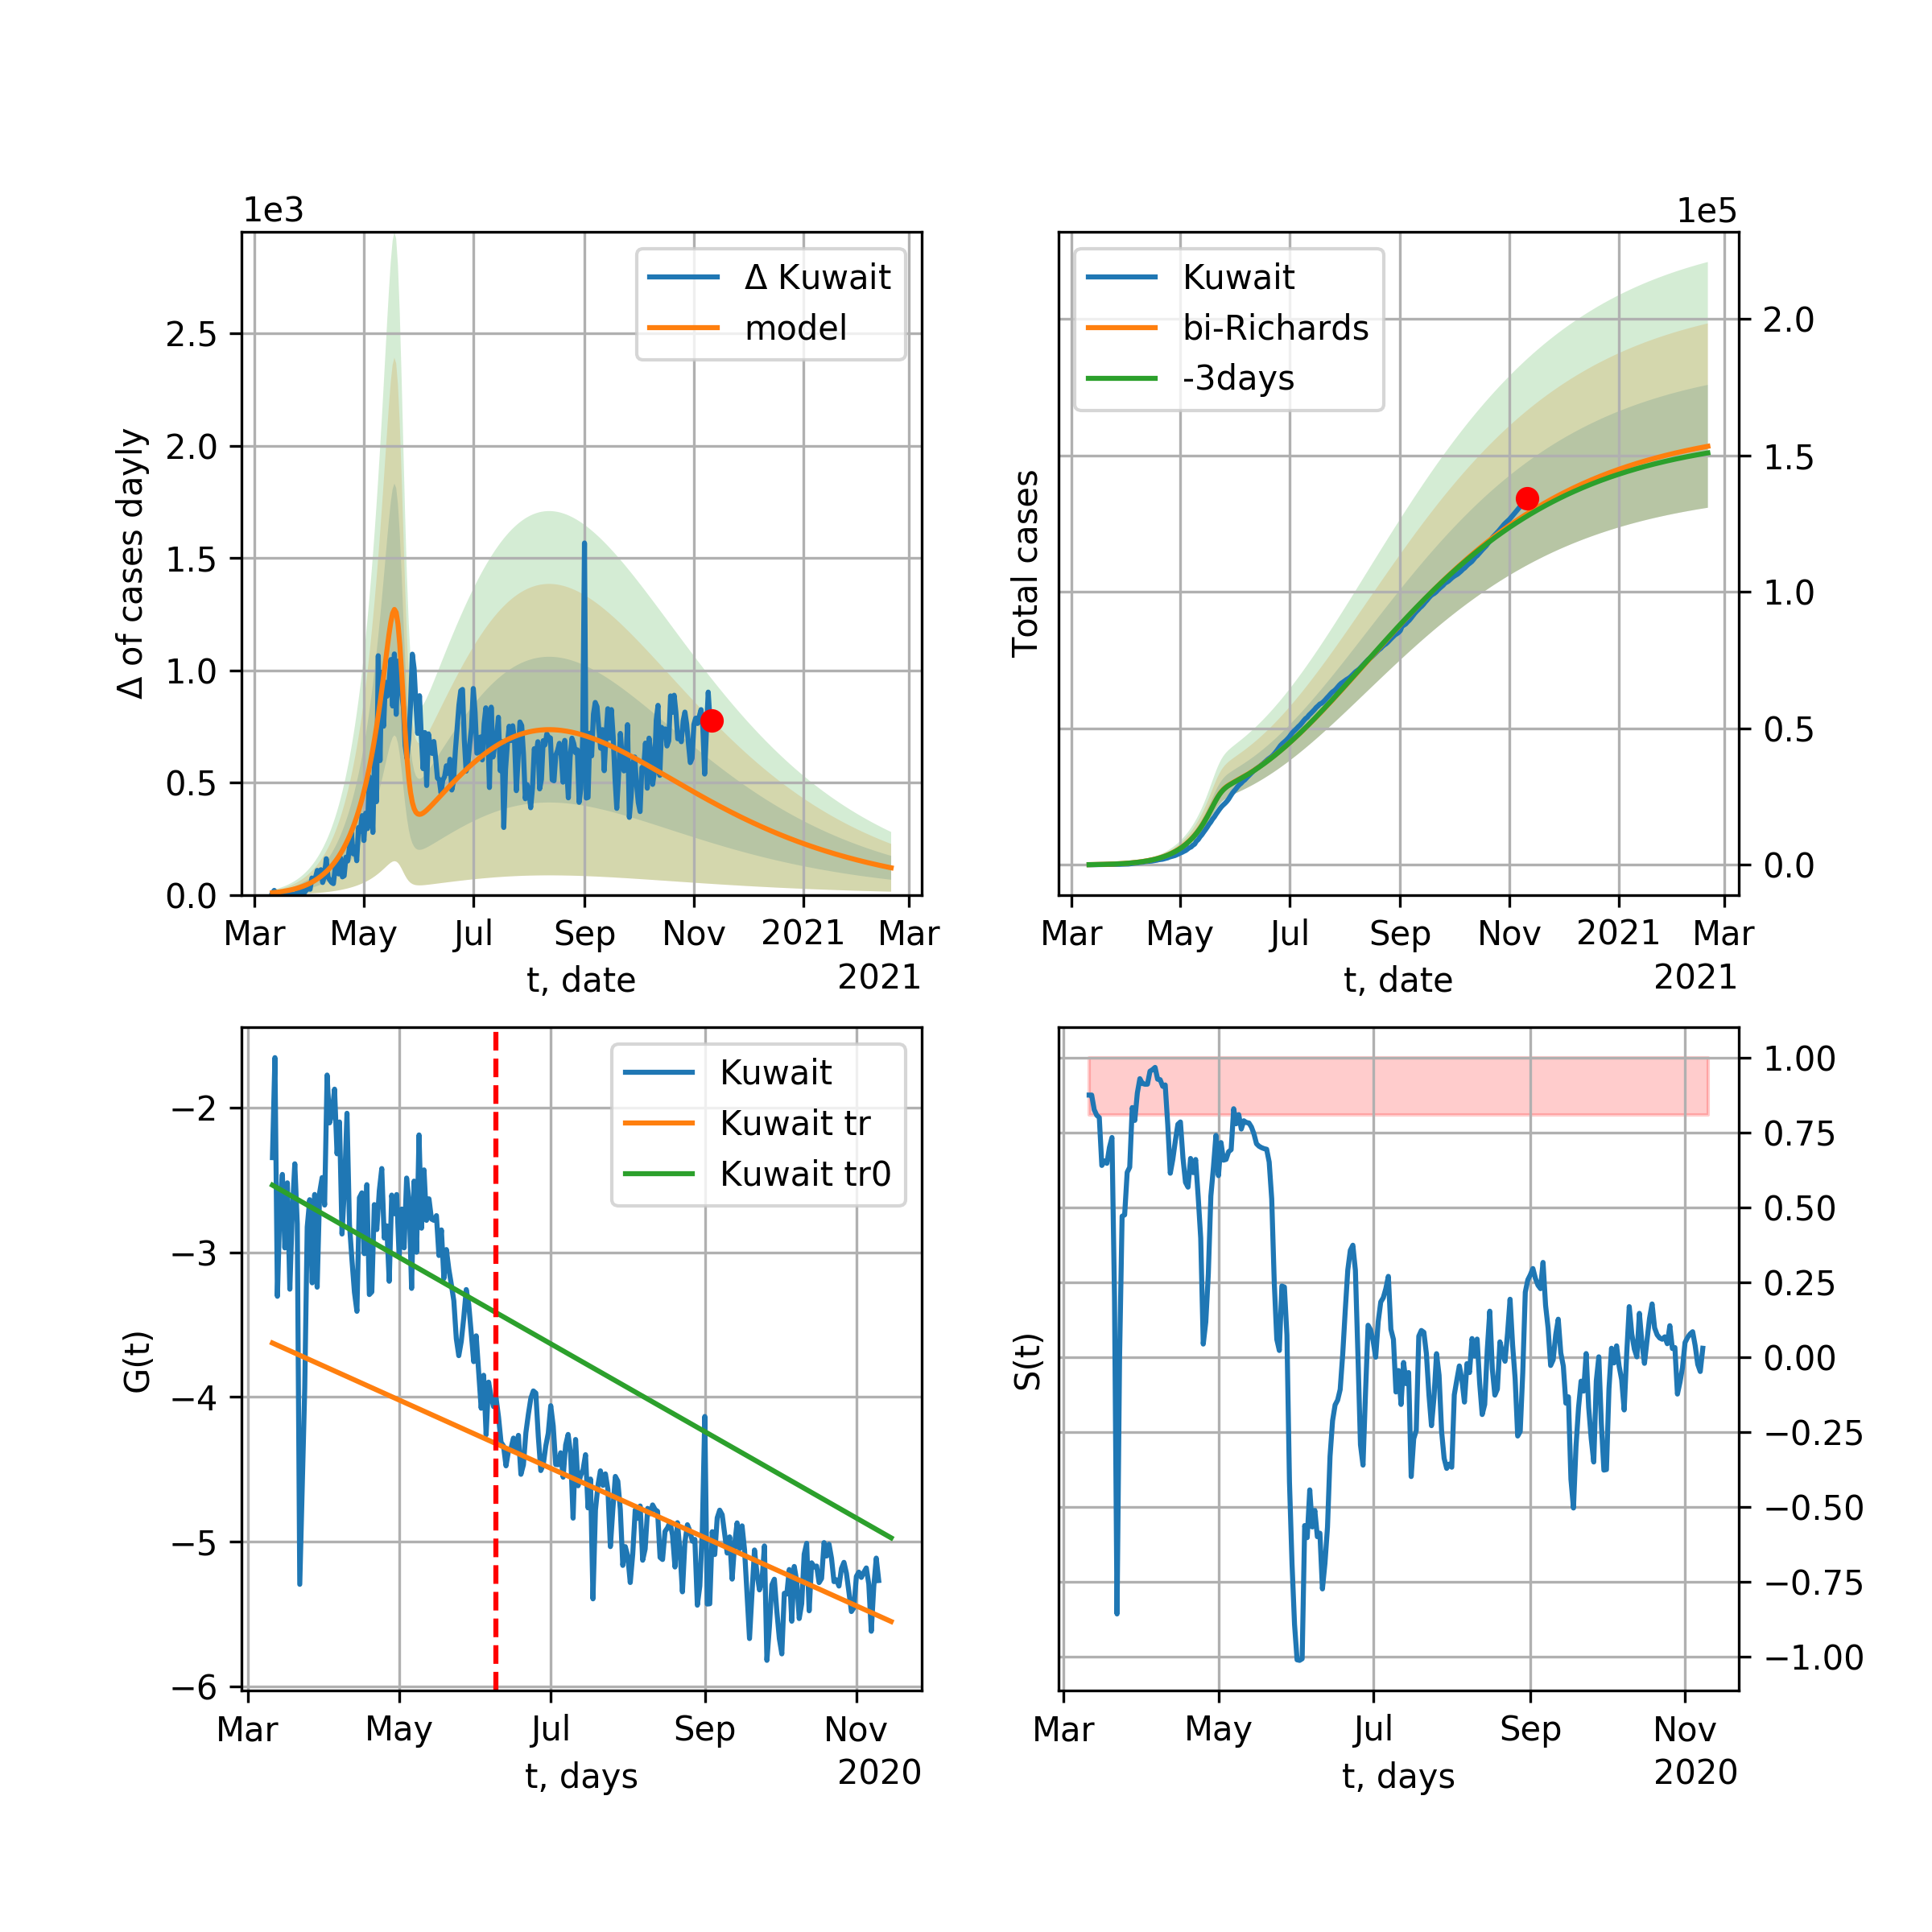 1e3
Δ of cases dayly
2.5
2.0
1.5
1.0
0.5
0.0
Δ Kuwait
model
Mar May Jul Sep Nov 2021 Mar
t, date
2021
1e5
Total cases
Kuwait
bi-Richards
-3days
2.0
1.5
1.0
0.5
0.0
Mar May Jul Sep Nov 2021 Mar
t, date
2021
G(t)
−2
−3
−4
−5
−6
Kuwait
Kuwait tr
Kuwait tr0
Mar May Jul Sep Nov
t, days
2020
S(t)
1.00
0.75
0.50
0.25
0.00
−0.25
−0.50
−0.75
−1.00
Mar May Jul Sep Nov
t, days
2020